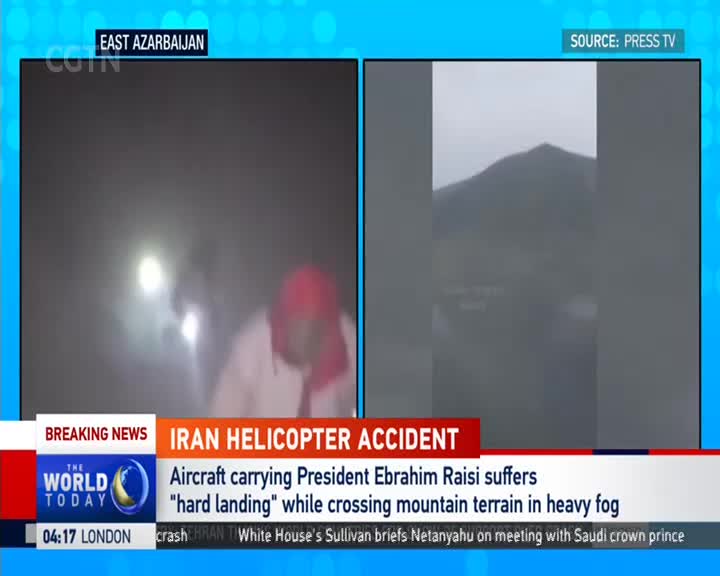 EAST AZARBAIJAN
CGTN
SOURCE: PRESS TV
BREAKING NEWS
IRAN HELICOPTER ACCIDENT
THE
WORLD
TODAY
Aircraft carrying President Ebrahim Raisi suffers
"hard landing" while crossing mountain terrain in heavy fog
04:17 LONDON
crash White House's Sullivan briefs Netanyahu on meeting with Saudi crown prince